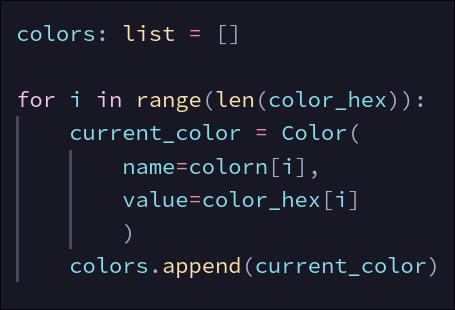 colors: list = []
for i in range(len(color_hex)):
    current_color = Color(
        name=colorn[i],
        value=color_hex[i]
        )
    colors.append(current_color)